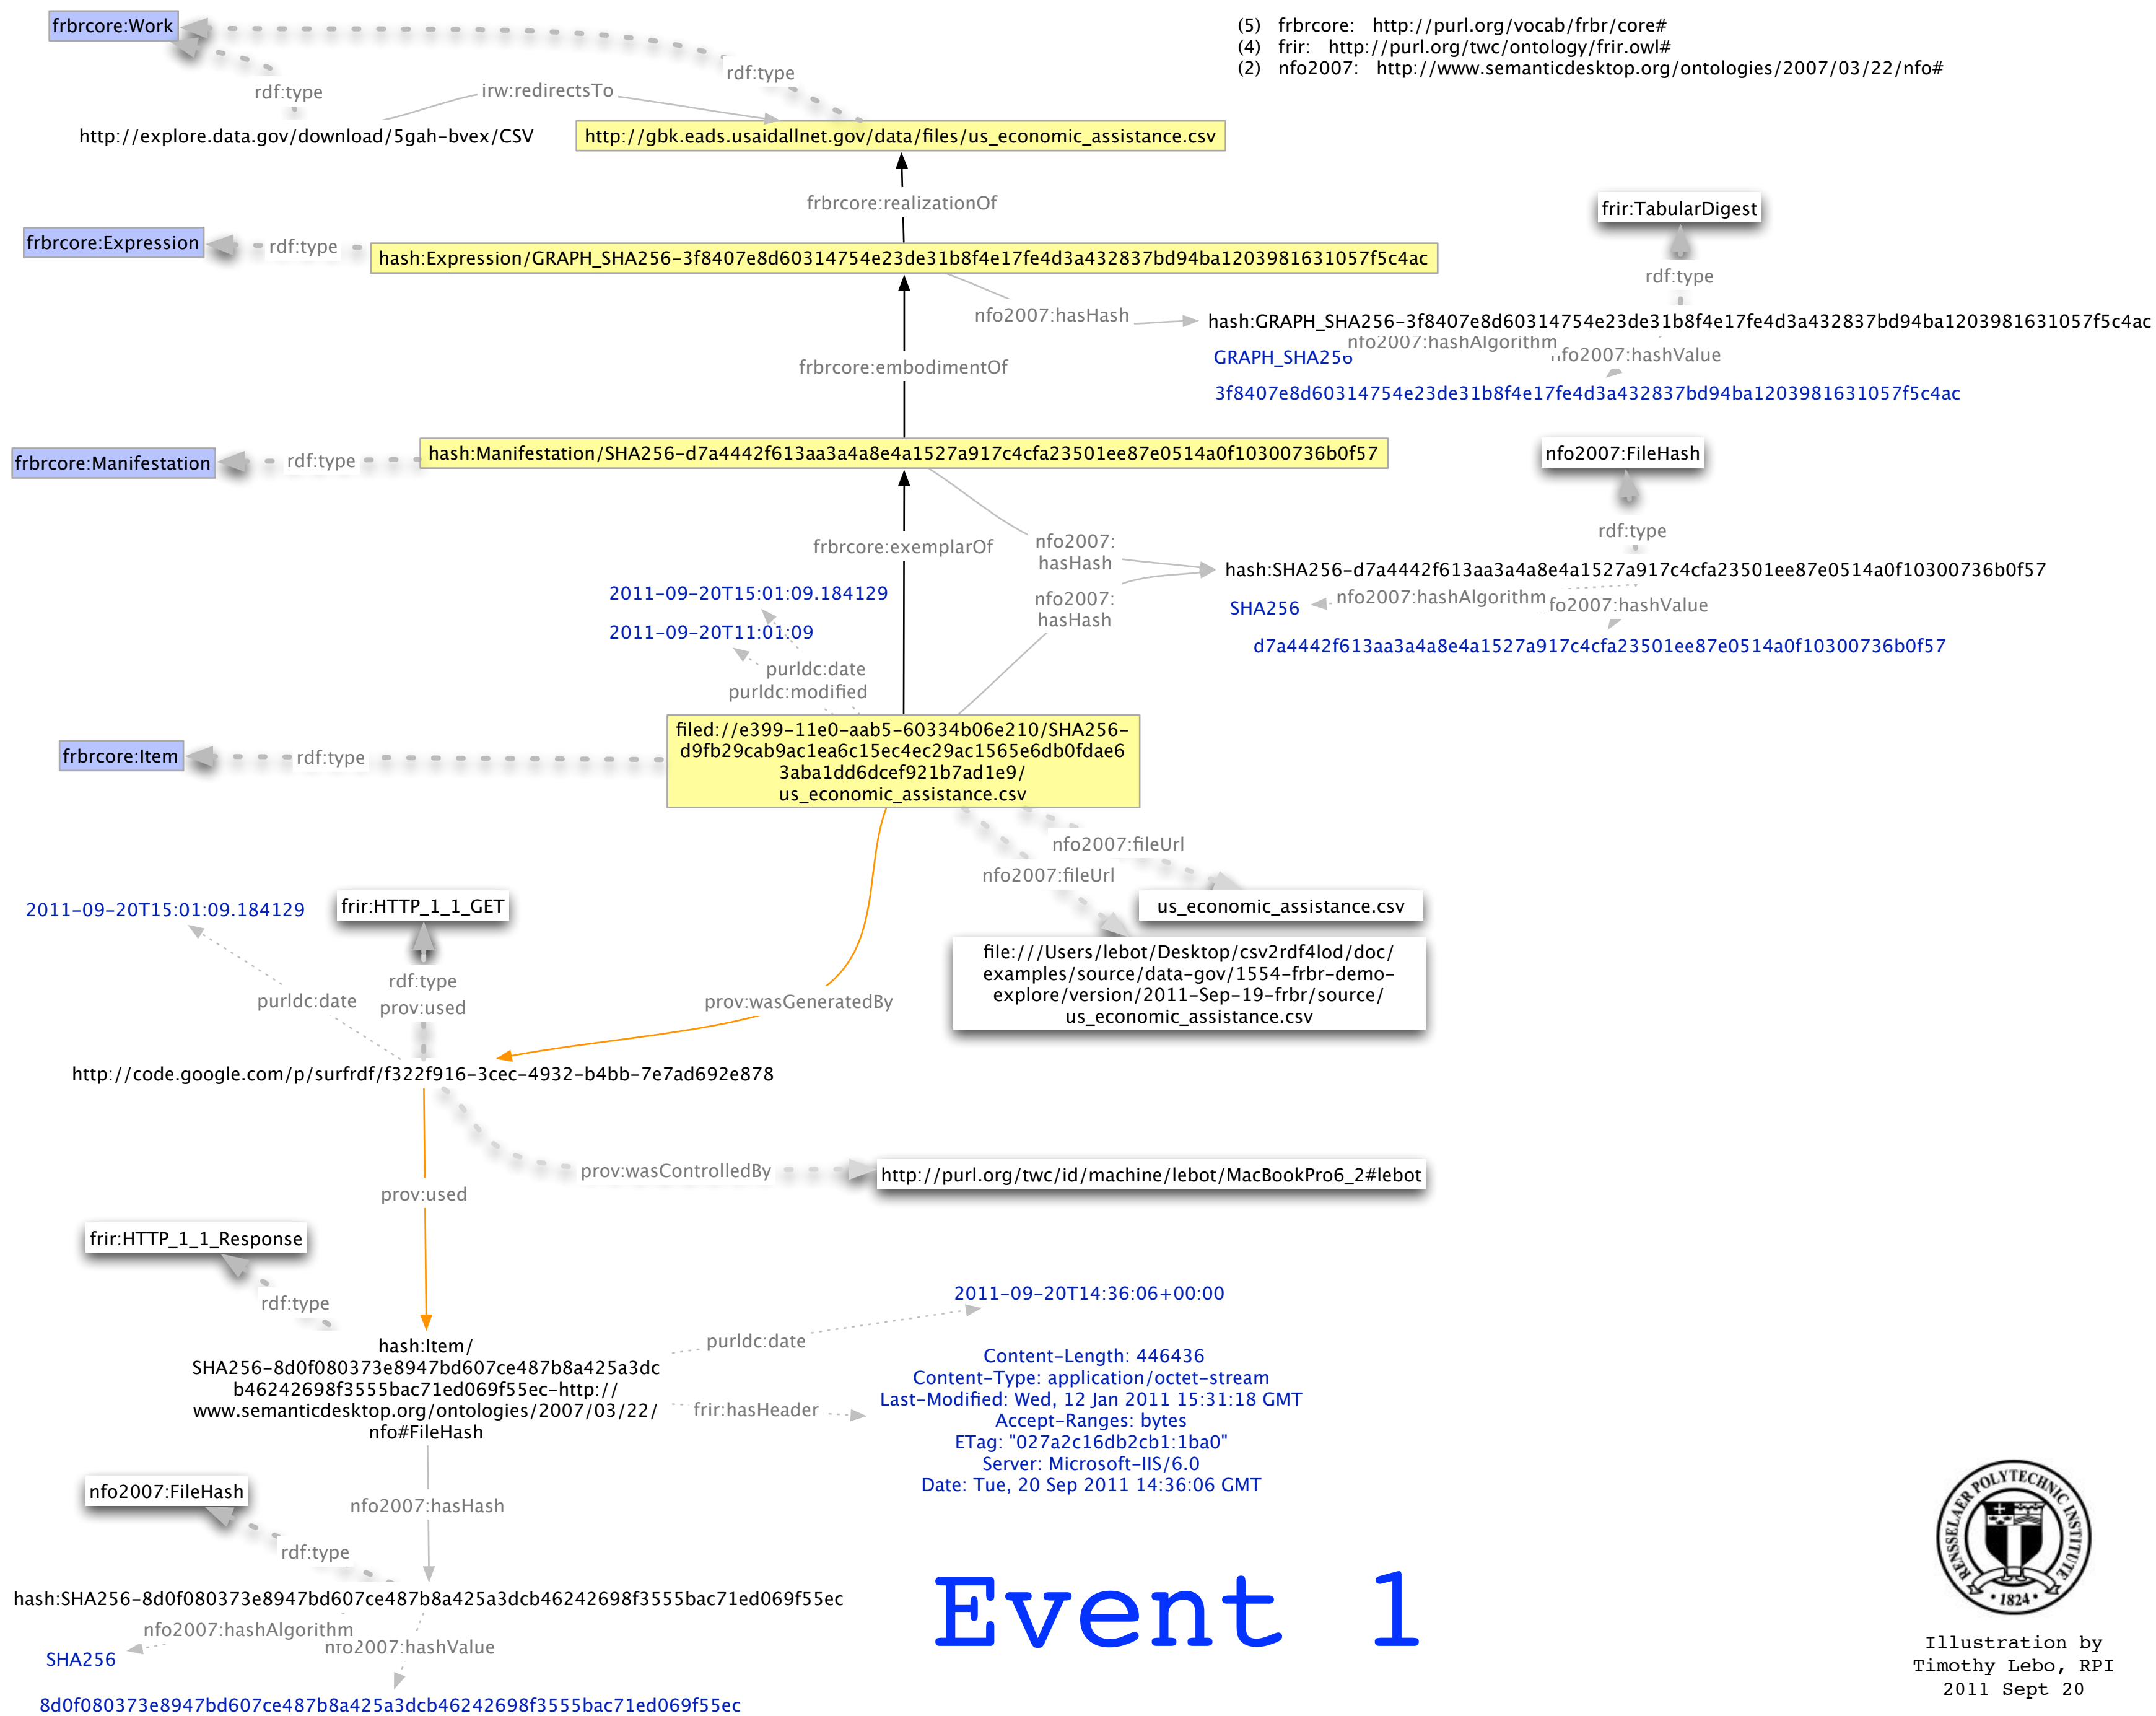 frbrcore:Work
(5) frbrcore: http://purl.org/vocab/frbr/core#
(4) frir: http://purl.org/twc/ontology/frir.owl#
(2) nfo2007: http://www.semanticdesktop.org/ontologies/2007/03/22/nfo#
rdf:type
rdf:type
irw:redirectsTo
http://explore.data.gov/download/5gah-bvex/CSV
http://gbk.eads.usaidallnet.gov/data/files/us_economic_assistance.csv
frbrcore:realizationOf
frir:TabularDigest
frbrcore:Expression
rdf:type
hash:Expression/GRAPH_SHA256-3f8407e8d60314754e23de31b8f4e17fe4d3a432837bd94ba1203981631057f5c4ac
rdf:type
nfo2007:hasHash
hash:GRAPH_SHA256-3f8407e8d60314754e23de31b8f4e17fe4d3a432837bd94ba1203981631057f5c4ac
nfo2007:hashAlgorithm
GRAPH_SHA256
nfo2007:hashValue
frbrcore:embodimentOf
3f8407e8d60314754e23de31b8f4e17fe4d3a432837bd94ba1203981631057f5c4ac
frbrcore:Manifestation
rdf:type
hash:Manifestation/SHA256-d7a4442f613aa3a4a8e4a1527a917c4cfa23501ee87e0514a0f10300736b0f57
nfo2007:FileHash
rdf:type
frbrcore:exemplarOf
nfo2007:
hasHash
hash:SHA256-d7a4442f613aa3a4a8e4a1527a917c4cfa23501ee87e0514a0f10300736b0f57
nfo2007:
hasHash
2011-09-20T15:01:09.184129
nfo2007:hashAlgorithm
SHA256
nfo2007:hashValue
2011-09-20T11:01:09
d7a4442f613aa3a4a8e4a1527a917c4cfa23501ee87e0514a0f10300736b0f57
purldc:date
purldc:modified
filed://e399-11e0-aab5-60334b06e210/SHA256-
d9fb29cab9ac1ea6c15ec4ec29ac1565e6db0fdae6
3aba1dd6dcef921b7ad1e9/
us_economic_assistance.csv
frbrcore:Item
rdf:type
nfo2007:fileUrl
nfo2007:fileUrl
us_economic_assistance.csv
file:///Users/lebot/Desktop/csv2rdf4lod/doc/
examples/source/data-gov/1554-frbr-demo-
explore/version/2011-Sep-19-frbr/source/
us_economic_assistance.csv
2011-09-20T15:01:09.184129
frir:HTTP_1_1_GET
rdf:type
purldc:date
prov:used
prov:wasGeneratedBy
http://code.google.com/p/surfrdf/f322f916-3cec-4932-b4bb-7e7ad692e878
prov:wasControlledBy
http://purl.org/twc/id/machine/lebot/MacBookPro6_2#lebot
prov:used
frir:HTTP_1_1_Response
rdf:type
2011-09-20T14:36:06+00:00
purldc:date
hash:Item/
SHA256-8d0f080373e8947bd607ce487b8a425a3dc
b46242698f3555bac71ed069f55ec-http://
www.semanticdesktop.org/ontologies/2007/03/22/
nfo#FileHash
frir:hasHeader
Content-Length: 446436
Content-Type: application/octet-stream
Last-Modified: Wed, 12 Jan 2011 15:31:18 GMT
Accept-Ranges: bytes
ETag: "027a2c16db2cb1:1ba0"
Server: Microsoft-IIS/6.0
Date: Tue, 20 Sep 2011 14:36:06 GMT
nfo2007:FileHash
nfo2007:hasHash
rdf:type
hash:SHA256-8d0f080373e8947bd607ce487b8a425a3dcb46242698f3555bac71ed069f55ec
nfo2007:hashAlgorithm
nfo2007:hashValue
SHA256
8d0f080373e8947bd607ce487b8a425a3dcb46242698f3555bac71ed069f55ec
Event 1
RENSSELAER POLYTECHNIC INSTITUTE
1824
Illustration by
Timothy Lebo, RPI
2011 Sept 20